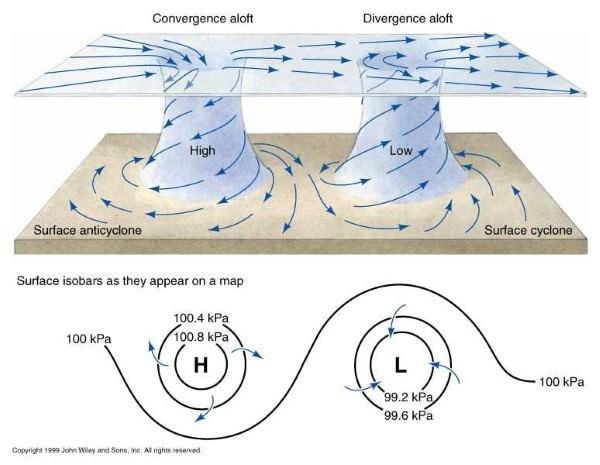 Convergence aloft
Divergence aloft
High
Low
Surface anticyclone
Surface cyclone
Surface isobars as they appear on a map
100.4 kPa
100 kPa
100.8 kPa
H
L
100 kPa
99.2 kPa
99.6 kPa
Copyright 1999 John Wiley and Sons, Inc. All rights reserved.